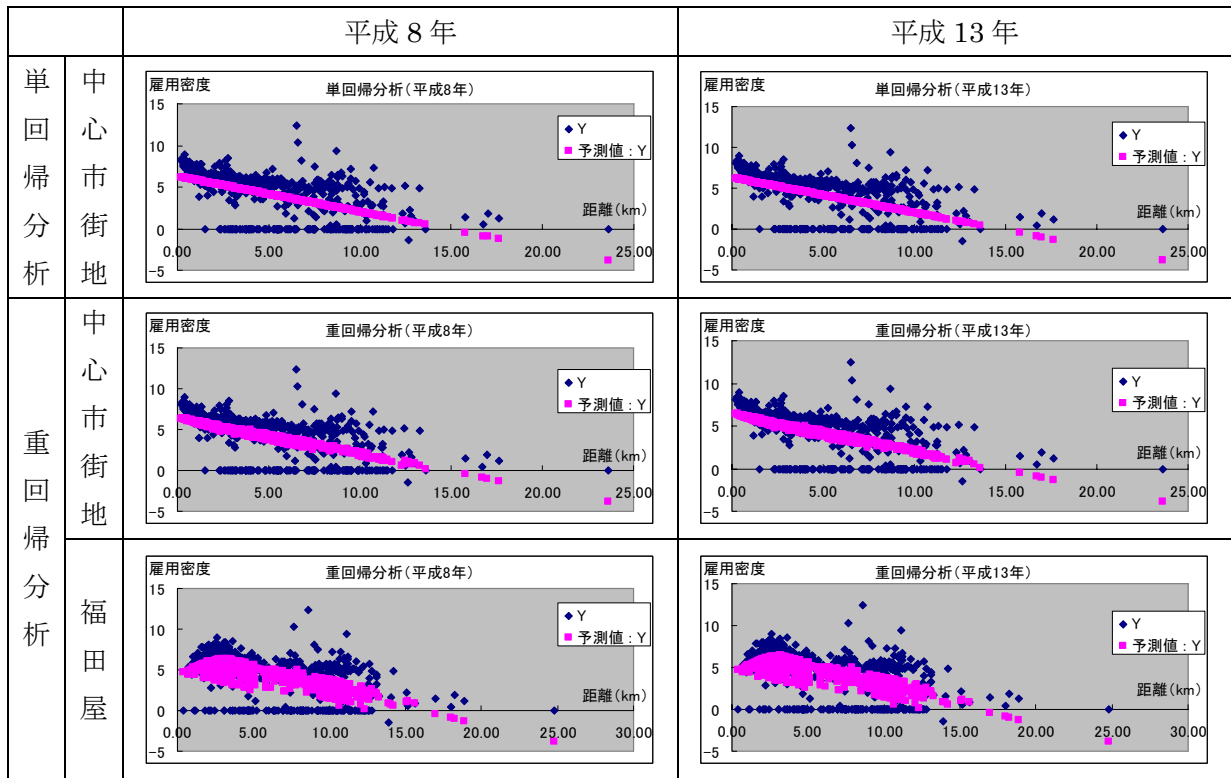 平成 8 年
平成 13 年
単回帰分析
中心市街地
雇用密度
単回帰分析(平成8年)
15
10
5
0
-5
0.00
5.00
10.00
15.00
20.00
25.00
距離(km)
Y
予測値:Y
雇用密度
単回帰分析(平成13年)
15
10
5
0
-5
0.00
5.00
10.00
15.00
20.00
25.00
距離(km)
Y
予測値:Y
重回帰分析
中心市街地
雇用密度
重回帰分析(平成8年)
15
10
5
0
-5
0.00
5.00
10.00
15.00
20.00
25.00
距離(km)
Y
予測値:Y
雇用密度
重回帰分析(平成13年)
15
10
5
0
-5
0.00
5.00
10.00
15.00
20.00
25.00
距離(km)
Y
予測値:Y
福田屋
雇用密度
重回帰分析(平成8年)
15
10
5
0
-5
0.00
5.00
10.00
15.00
20.00
25.00
30.00
距離(km)
Y
予測値:Y
雇用密度
重回帰分析(平成13年)
15
10
5
0
-5
0.00
5.00
10.00
15.00
20.00
25.00
30.00
距離(km)
Y
予測値:Y